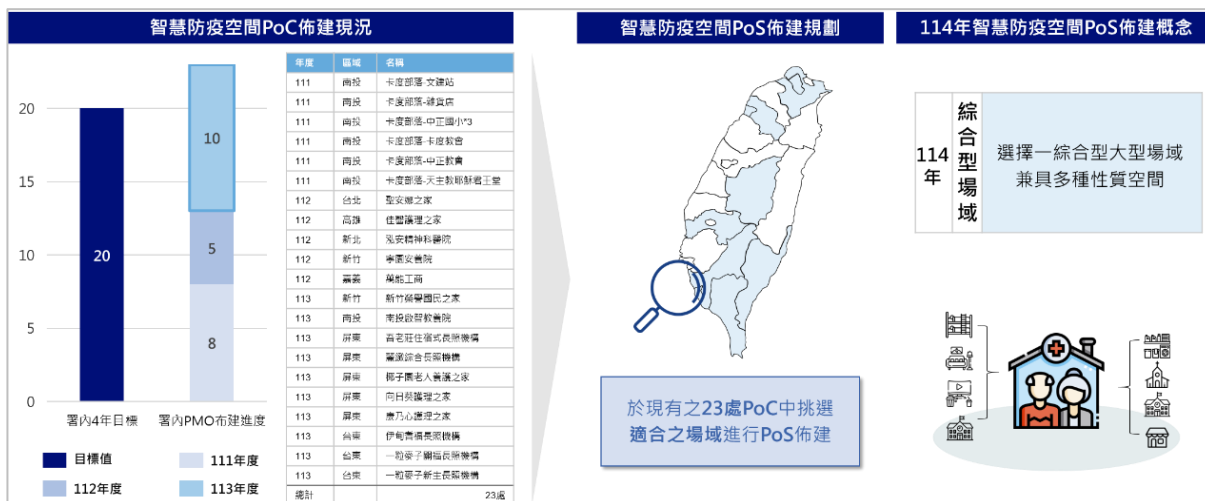 智慧防疫空間PoC佈建現況
20
15
10
5
0
20
10
5
8
署內4年目標
署內PMO布建進度
目標值
111年度
112年度
113年度
年度 區域 名稱
111 南投 卡度部落-文建站
111 南投 卡度部落-雜貨店
111 南投 卡度部落-中正國小*3
111 南投 卡度部落-卡度教會
111 南投 卡度部落-中正教會
111 南投 卡度部落-天主教耶穌君王堂
112 台北 聖安娜之家
112 高雄 佳醫護理之家
112 新北 泓安精神科醫院
112 新竹 寧園安養院
112 嘉義 萬能工商
113 新竹 新竹榮譽國民之家
113 南投 南投啟智教養院
113 屏東 吾老莊住宿式長照機構
113 屏東 綜合長照機構
113 屏東 椰子園老人養護之家
113 屏東 向日葵護理之家
113 屏東 康乃心護理之家
113 台東 伊甸 長照機構
113 台東 一粒麥子 福長照機構
113 台東 一粒麥子新生長照機構
總計 23處
智慧防疫空間PoS佈建規劃
於現有之23處PoC中挑選
適合之場域進行PoS佈建
114年智慧防疫空間PoS佈建概念
114年
綜合型場域
選擇一綜合型大型場域
兼具多種性質空間